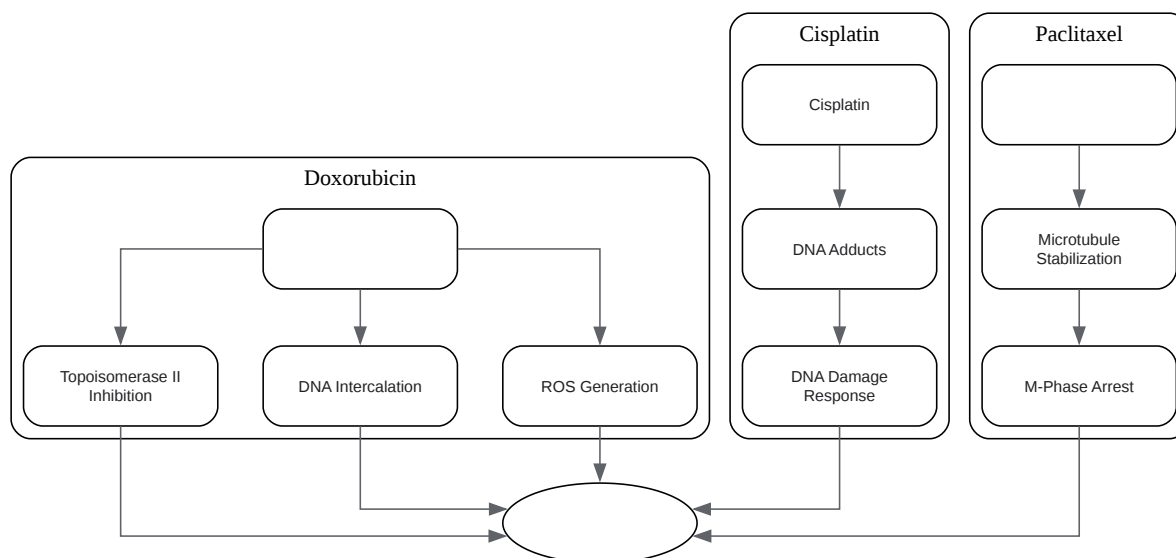 Cisplatin
Paclitaxel
Cisplatin
Doxorubicin
DNA Adducts
Microtubule
Stabilization
Topoisomerase II
Inhibition
DNA Intercalation
ROS Generation
DNA Damage
Response
M-Phase Arrest